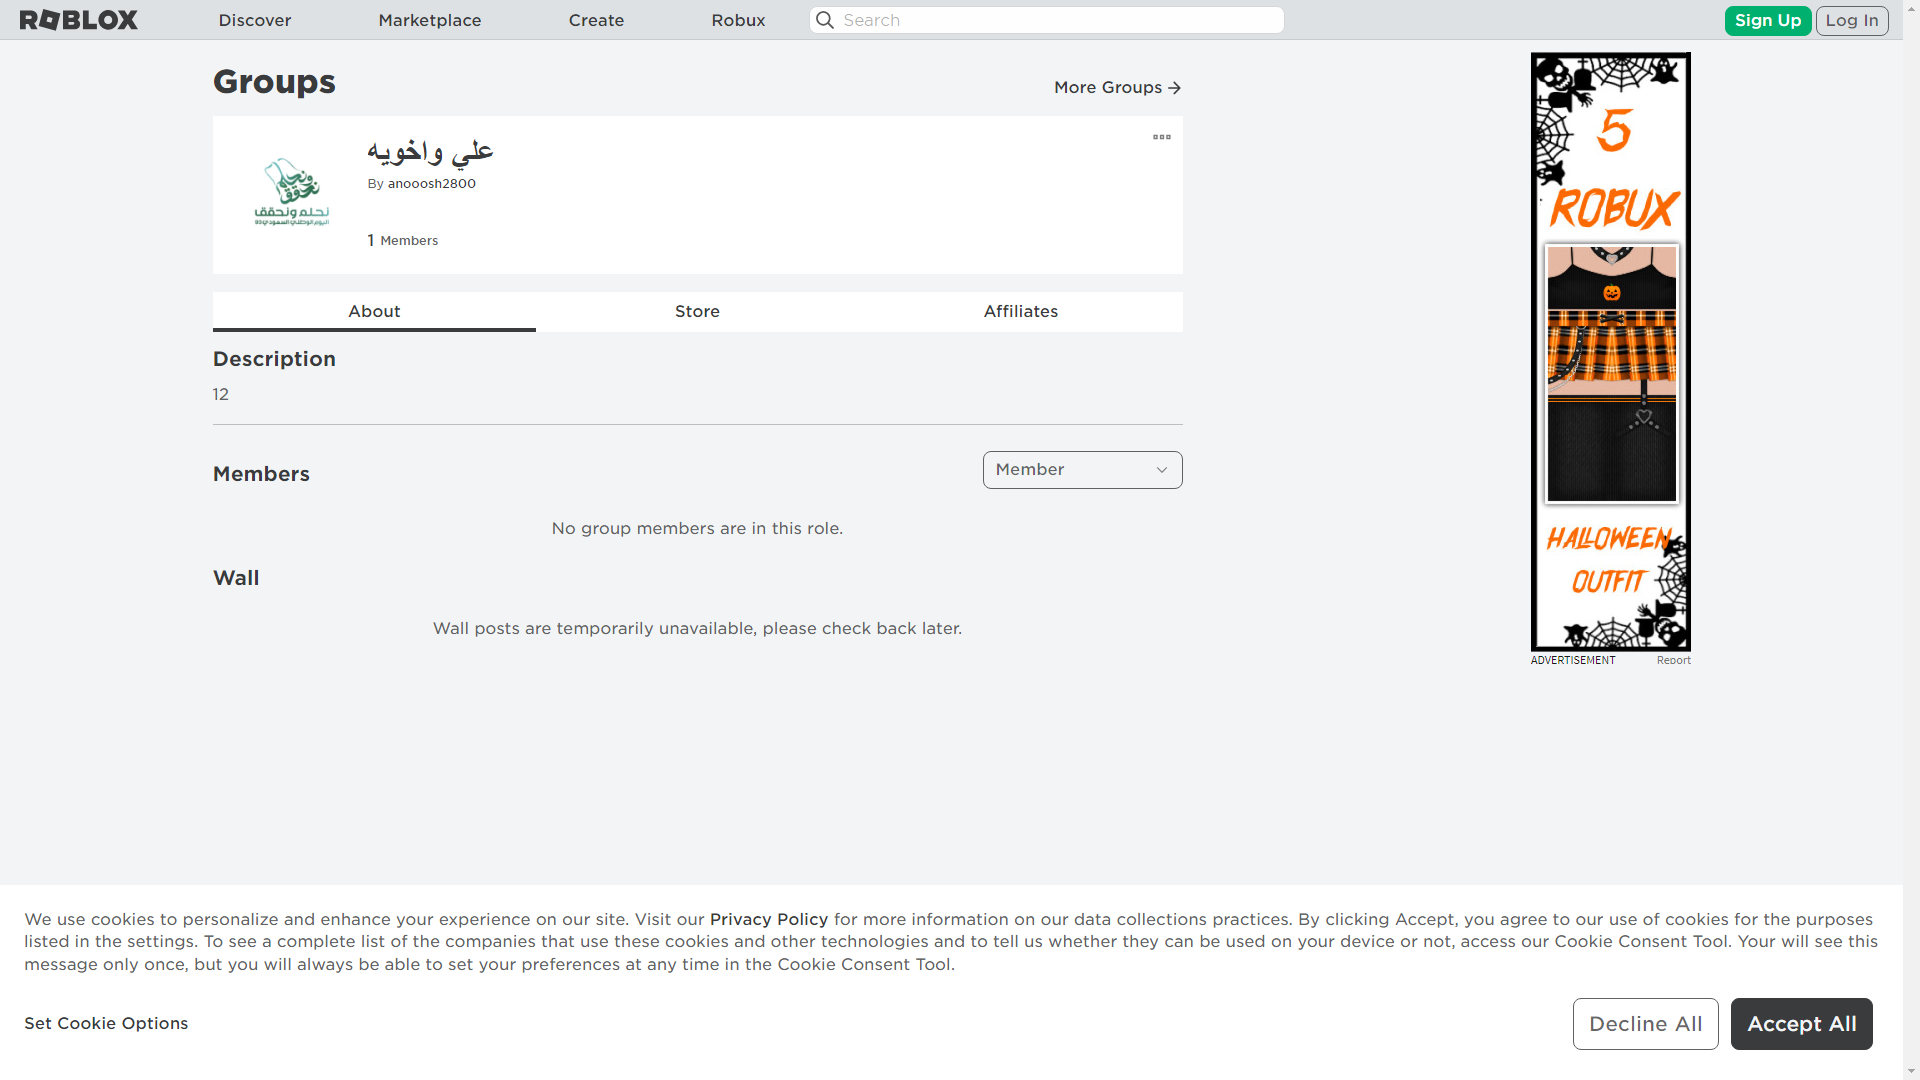 ROBLOX
Discover
Marketplace
Create
Robux
Search
Sign Up
Log In
Groups
More Groups
علي واخويه
By anooosh2800
1 Members
نحلم ونحقق
نحلم ونحقق
اليوم الوطني السعودي 93
About
Store
Affiliates
Description
12
Members
Member
No group members are in this role.
Wall
Wall posts are temporarily unavailable, please check back later.
5
ROBUX
HALLOWEEN
OUTFIT
ADVERTISEMENT
Report
We use cookies to personalize and enhance your experience on our site. Visit our Privacy Policy for more information on our data collections practices. By clicking Accept, you agree to our use of cookies for the purposes
listed in the settings. To see a complete list of the companies that use these cookies and other technologies and to tell us whether they can be used on your device or not, access our Cookie Consent Tool. Your will see this
message only once, but you will always be able to set your preferences at any time in the Cookie Consent Tool.
Set Cookie Options
Decline All
Accept All